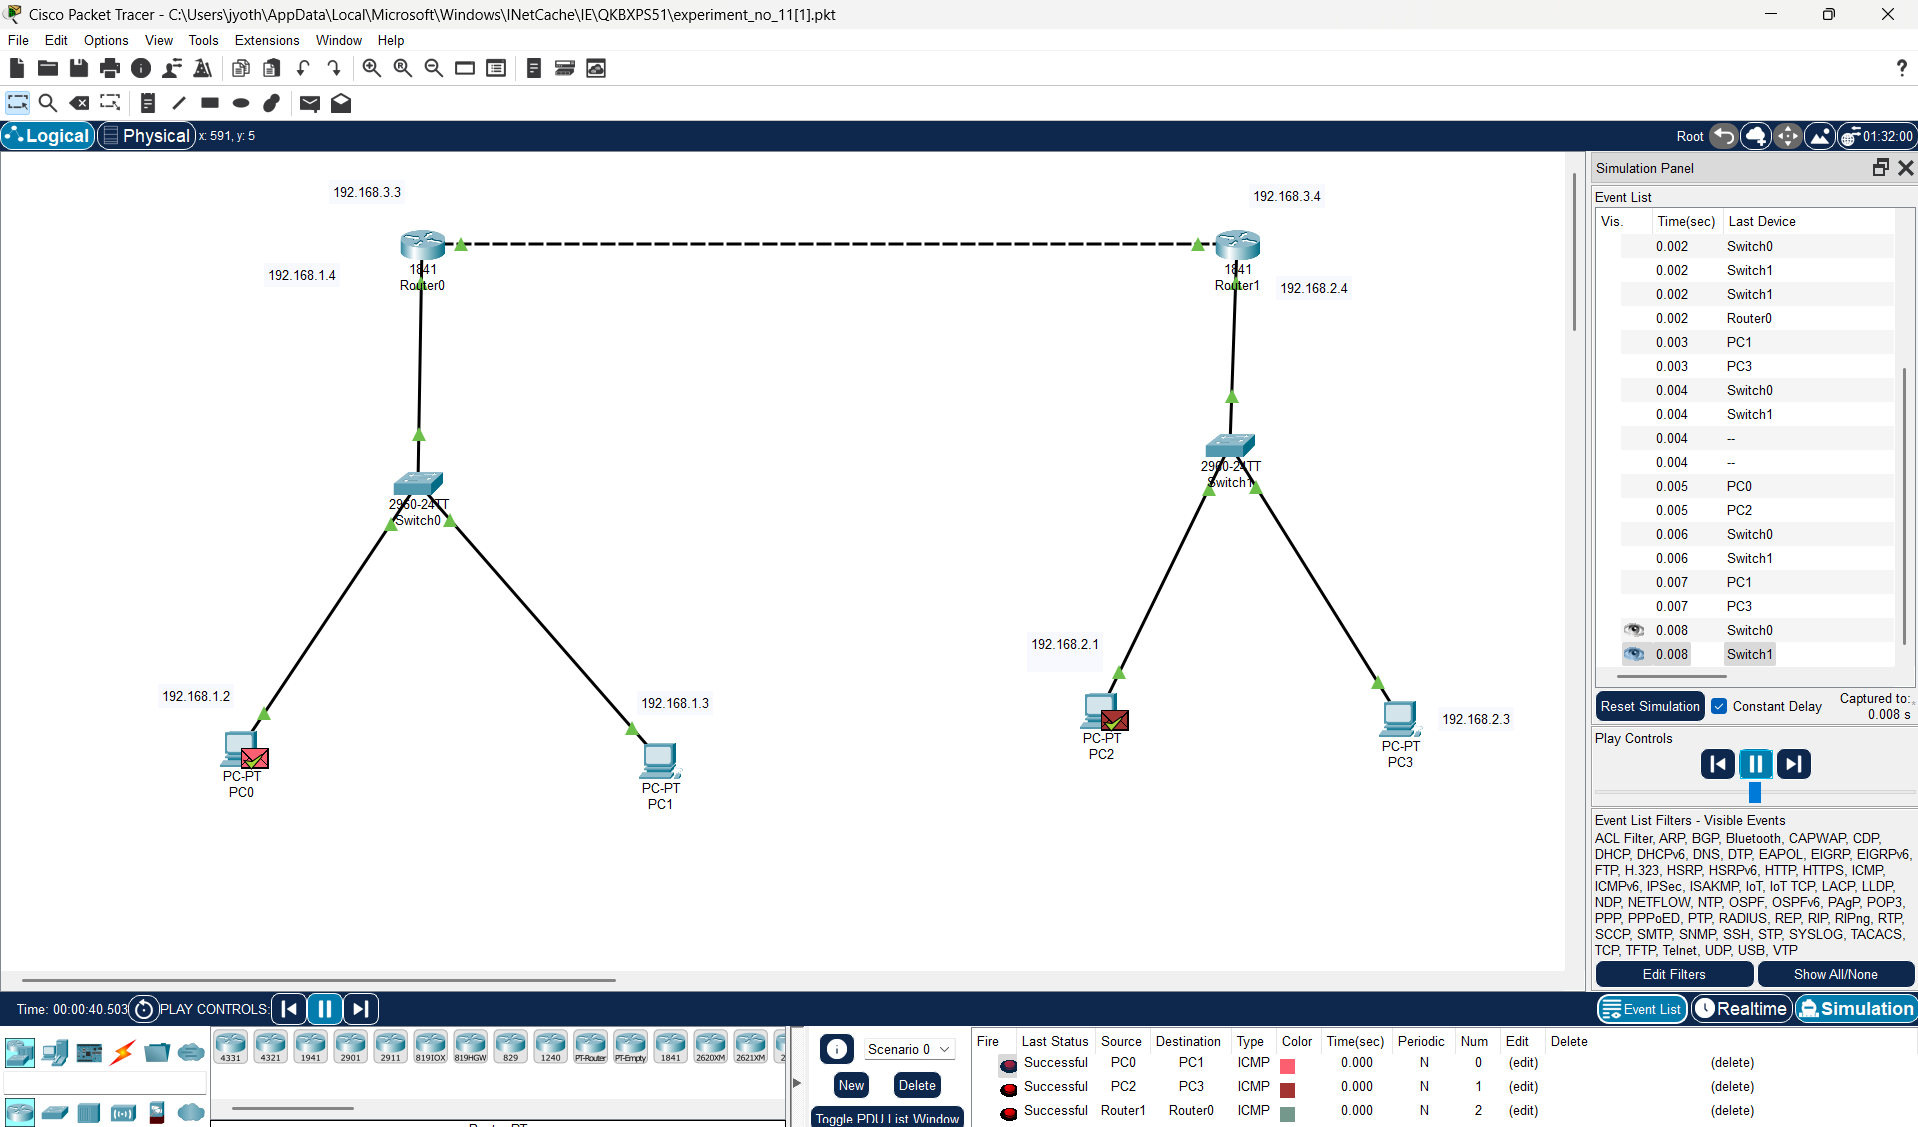 Cisco Packet Tracer - C:\Users\jyoth\AppData\Local\Microsoft\Windows\INetCache\IE\QKBXPS51\experiment_no_11[1].pkt
File Edit Options View Tools Extensions Window Help
Logical Physical x: 591, y: 5 Root 01:32:00
192.168.3.3
192.168.3.4
192.168.1.4
1841
Router0
1841
Router1
192.168.2.4
2960-24TT
Switch0
2960-24TT
Switch1
192.168.1.2
PC-PT
PC0
192.168.1.3
PC-PT
PC1
192.168.2.1
PC-PT
PC2
192.168.2.3
PC-PT
PC3
Simulation Panel
Event List
Vis. Time(sec) Last Device
0.002 Switch0
0.002 Switch1
0.002 Switch1
0.002 Router0
0.003 PC1
0.003 PC3
0.004 Switch0
0.004 Switch1
0.004 --
0.004 --
0.005 PC0
0.005 PC2
0.006 Switch0
0.006 Switch1
0.007 PC1
0.007 PC3
0.008 Switch0
0.008 Switch1
Reset Simulation Constant Delay Captured to:
0.008 s
Play Controls
Event List Filters - Visible Events
ACL Filter, ARP, BGP, Bluetooth, CAPWAP, CDP,
DHCP, DHCPv6, DNS, DTP, EAPOL, EIGRP, EIGRPv6,
FTP, H.323, HSRP, HSRPv6, HTTP, HTTPS, ICMP,
ICMPv6, IPSec, ISAKMP, IoT, IoT TCP, LACP, LLDP,
NDP, NETFLOW, NTP, OSPF, OSPFv6, PAgP, POP3,
PPP, PPPoED, PTP, RADIUS, REP, RIP, RIPng, RTP,
SCCP, SMTP, SNMP, SSH, STP, SYSLOG, TACACS,
TCP, TFTP, Telnet, UDP, USB, VTP
Edit Filters Show All/None
Time: 00:00:40.503 PLAY CONTROLS: Event List Realtime Simulation
4331 4321 1941 2901 2911 819IOX 819HGW 829 1240 PT-Router PT-Empty 1841 2620XM 2621XM 2
Scenario 0
New Delete
Toggle PDU List Window
Fire Last Status Source Destination Type Color Time(sec) Periodic Num Edit Delete
Successful PC0 PC1 ICMP 0.000 N 0 (edit) (delete)
Successful PC2 PC3 ICMP 0.000 N 1 (edit) (delete)
Successful Router1 Router0 ICMP 0.000 N 2 (edit) (delete)